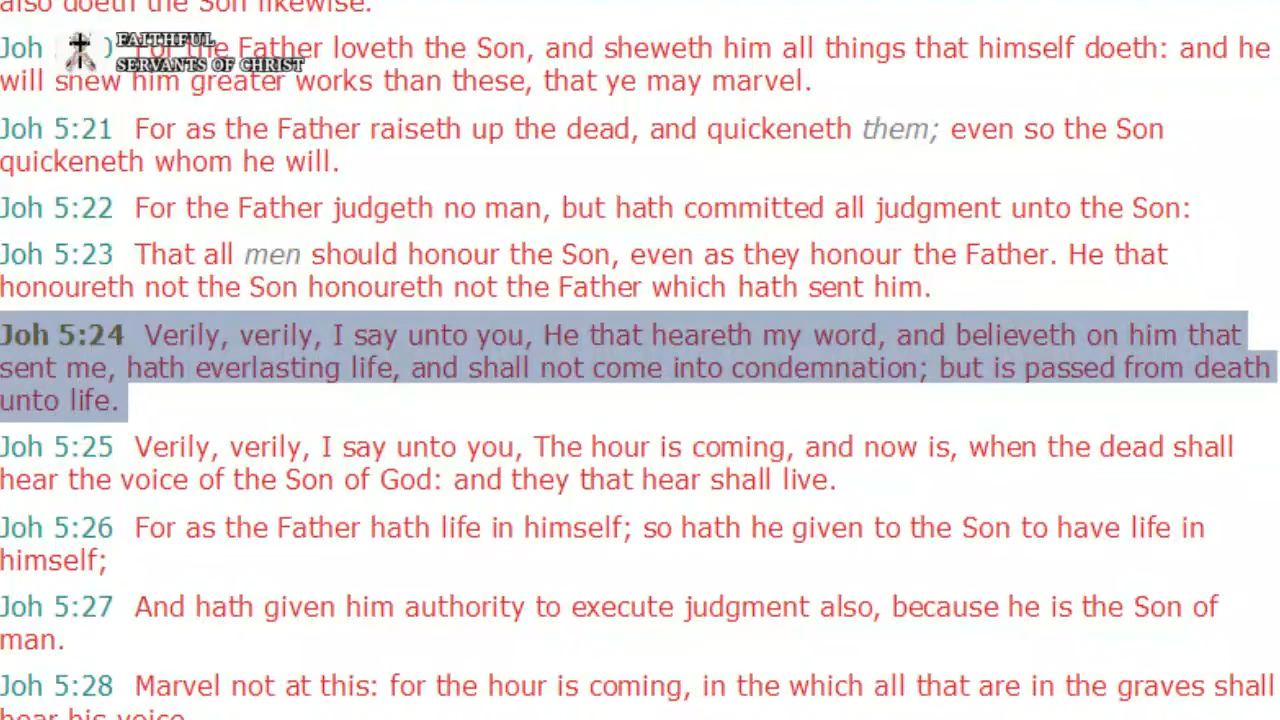 also doeth the Son likewise.
Joh 0 For the Father loveth the Son, and sheweth him all things that himself doeth: and he
FAITHFUL
SERVANTS OF CHRIST
will shew him greater works than these, that ye may marvel.
Joh 5:21 For as the Father raiseth up the dead, and quickeneth them; even so the Son
quickeneth whom he will.
Joh 5:22 For the Father judgeth no man, but hath committed all judgment unto the Son:
Joh 5:23 That all men should honour the Son, even as they honour the Father. He that
honoureth not the Son honoureth not the Father which hath sent him.
Joh 5:24 Verily, verily, I say unto you, He that heareth my word, and believeth on him that
sent me, hath everlasting life, and shall not come into condemnation; but is passed from death
unto life.
Joh 5:25 Verily, verily, I say unto you, The hour is coming, and now is, when the dead shall
hear the voice of the Son of God: and they that hear shall live.
Joh 5:26 For as the Father hath life in himself; so hath he given to the Son to have life in
himself;
Joh 5:27 And hath given him authority to execute judgment also, because he is the Son of
man.
Joh 5:28 Marvel not at this: for the hour is coming, in the which all that are in the graves shall
hear his voice